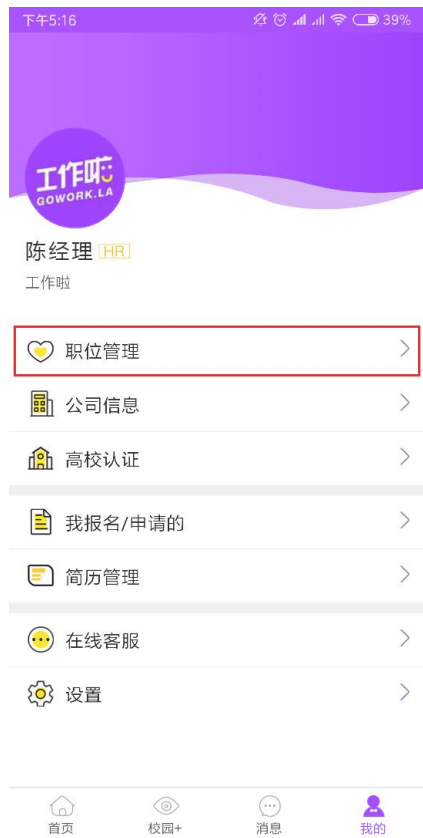 下午5:16 39%
工作啦
GOWORK.LA
陈经理 HR
工作啦
职位管理
公司信息
高校认证
我报名/申请的
简历管理
在线客服
设置
首页 校园+ 消息 我的